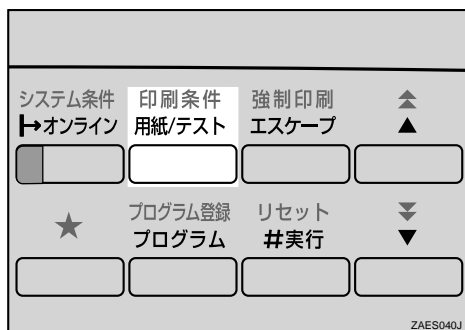 システム条件 印刷条件 強制印刷
オンライン 用紙/テスト エスケープ ▲
★ プログラム登録 リセット
プログラム #実行 ▼
ZAES040J